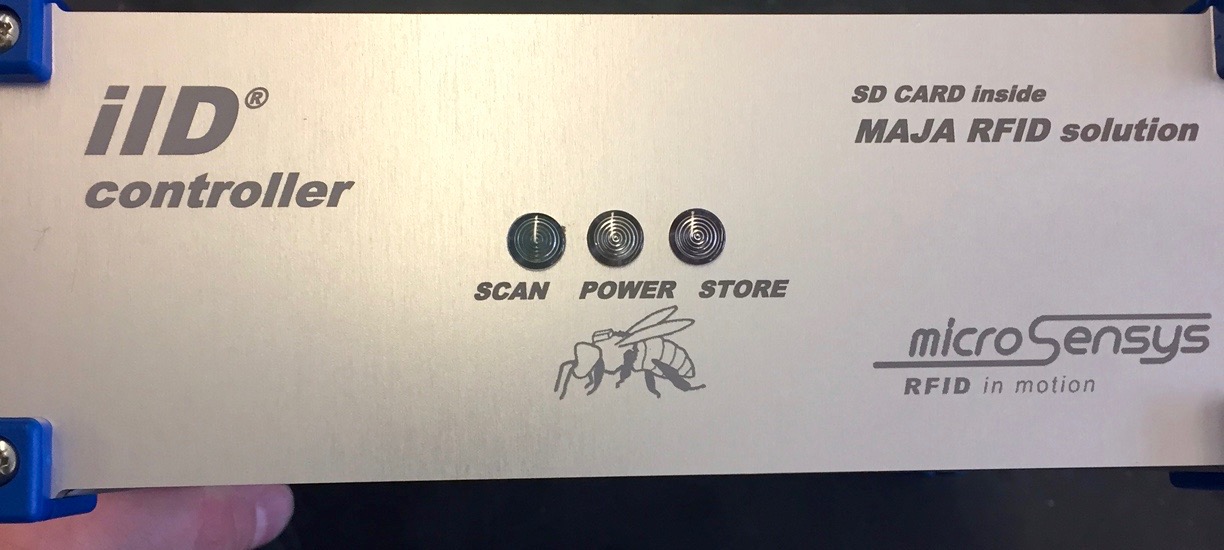 iID®
controller
SD CARD inside
MAJA RFID solution
SCAN POWER STORE
microSensys
RFID in motion